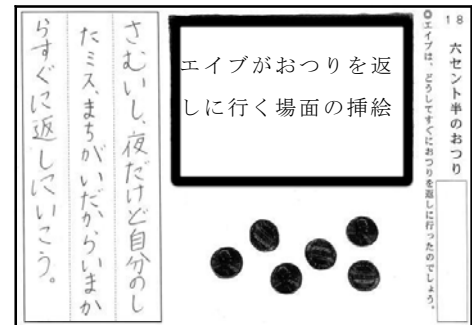 18
六セント半のおつり
◎エイブは、どうしてすぐにおつりを返しに行ったのでしょう。
エイブがおつりを返
しに行く場面の挿絵
さむいし、夜だけど自分のし
たミス、まちがいだからいまか
らすぐに返しにいこう。